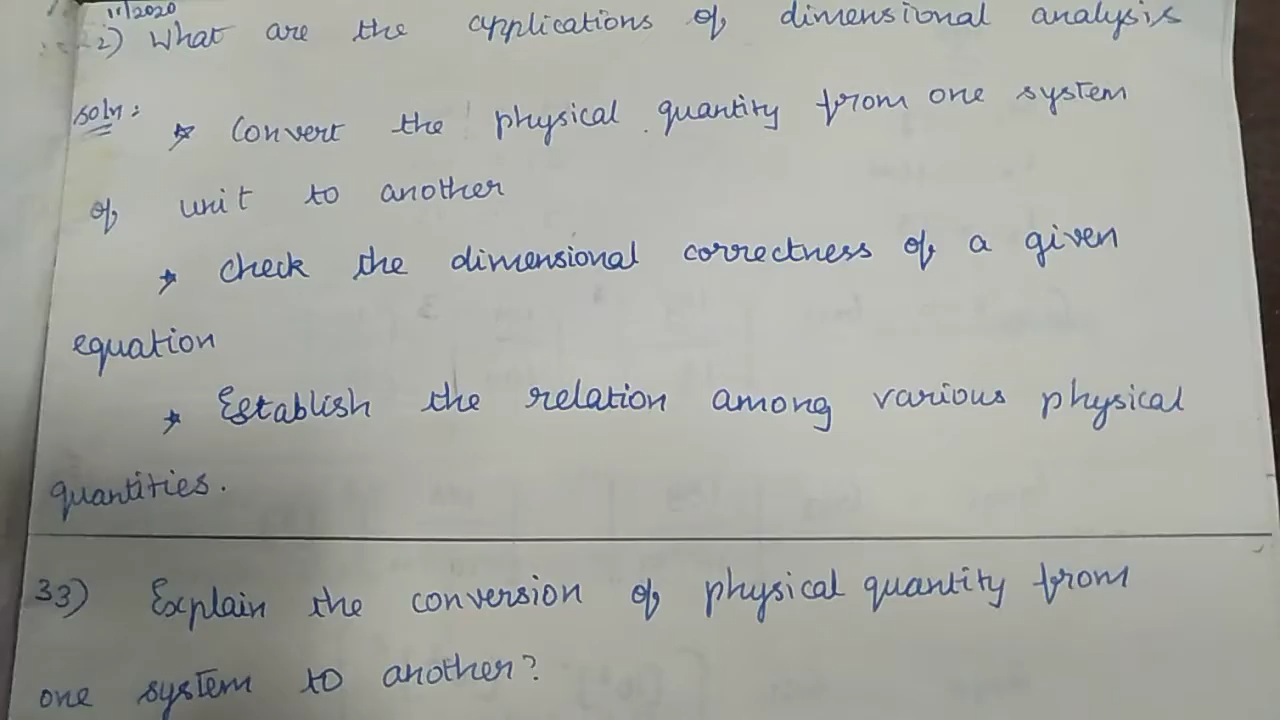 11/2020
2) What are the applications of dimensional analysis
Soln:
* Convert the physical quantity from one system
of unit to another
* Check the dimensional correctness of a given
equation
* Establish the relation among various physical
quantities.
33) Explain the conversion of physical quantity from
one system to another?